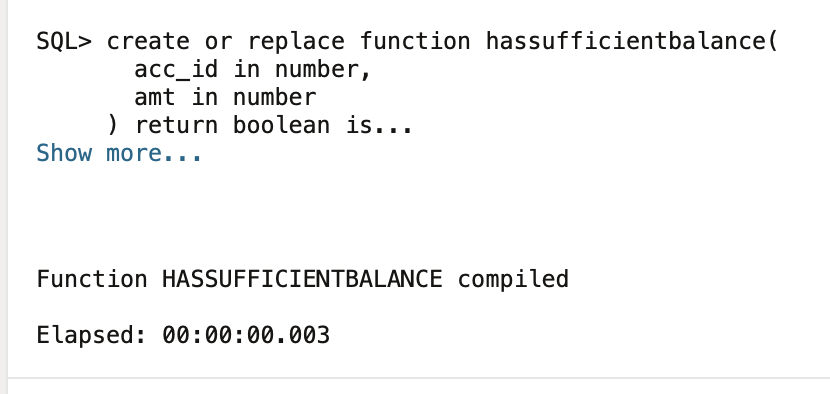 SQL> create or replace function hassufficientbalance(
acc_id in number,
amt in number
) return boolean is...
Show more...
Function HASSUFFICIENTBALANCE compiled
Elapsed: 00:00:00.003